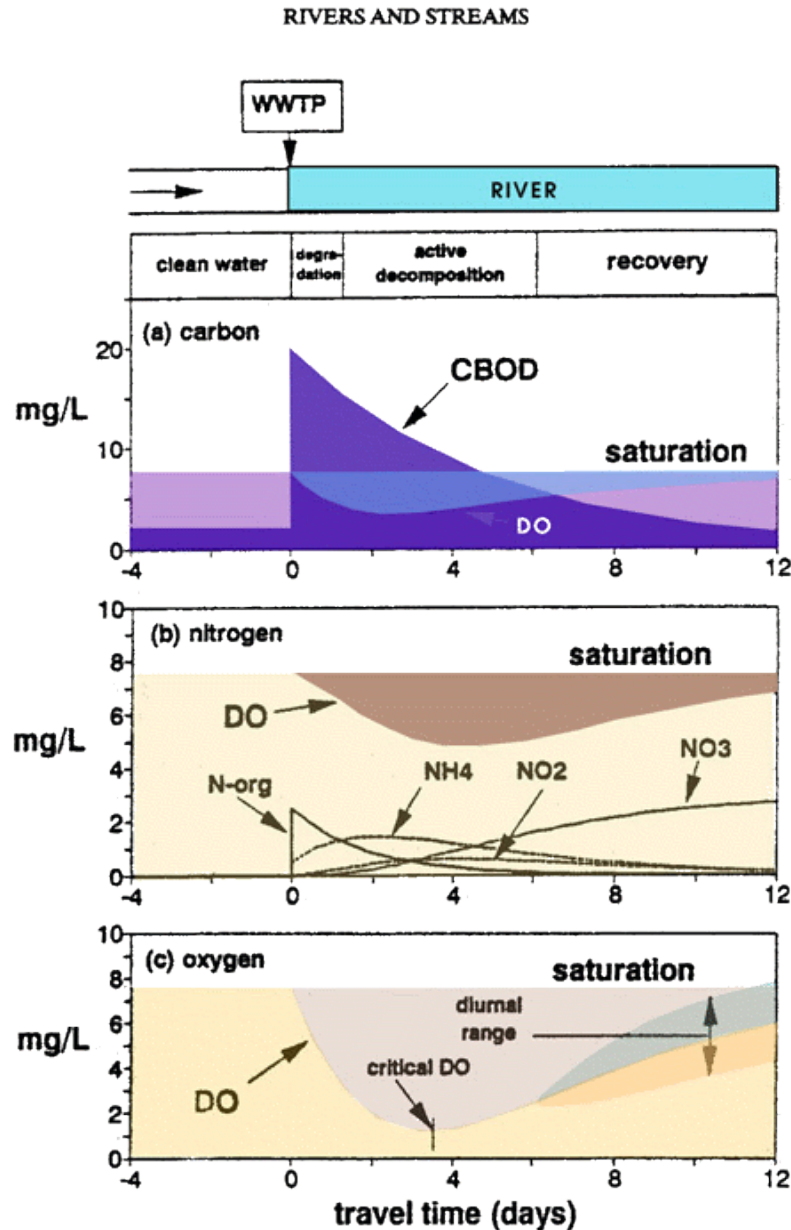 RIVERS AND STREAMS
WWTP
RIVER
clean water
degra-
dation
active
decomposition
recovery
(a) carbon
20
CBOD
mg/L
10
saturation
DO
0
-4 0 4 8 12
10
(b) nitrogen
8
saturation
DO
6
mg/L
4
N-org NH4 NO2 NO3
2
0
-4 0 4 8 12
10
(c) oxygen
saturation
8
diurnal
range
6
mg/L
4
critical DO
DO
2
0
-4 0 4 8 12
travel time (days)